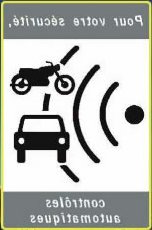 Pour votre sécurité,
contrôles
automatiques